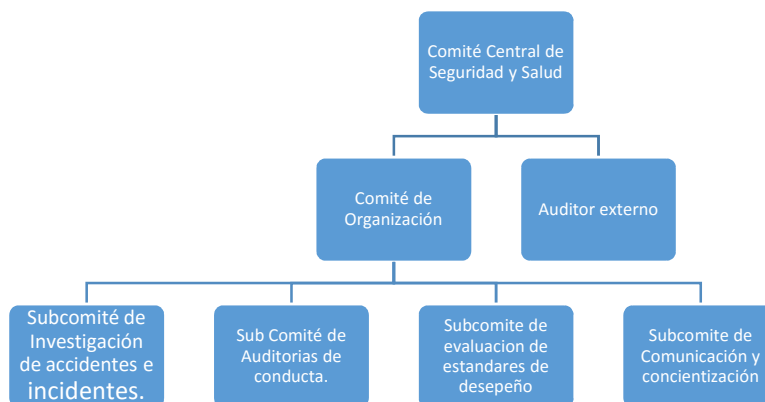 Comité Central de
Seguridad y Salud
Comité de
Organización
Auditor externo
Subcomité de
Investigación
de accidentes e
incidentes.
Sub Comité de
Auditorias de
conducta.
Subcomite de
evaluacion de
estandares de
desepeño
Subcomite de
Comunicación y
concientización